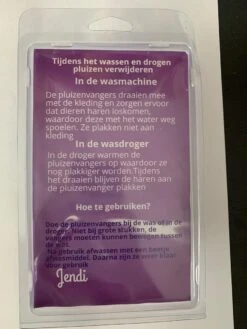 Tijdens het wassen en drogen
pluizen verwijderen
In de wasmachine
De pluizenvangers draaien mee
met de kleding en zorgen ervoor
dat dieren haren loskomen,
waardoor deze met het water weg
spoelen. Ze plakken niet aan
kleding
In de wasdroger
In de droger warmen de
pluizenvangers op waardoor ze
nog plakkiger worden.Tijdens
het draaien blijven de haren aan
de pluizenvanger plakken
Hoe te gebruiken?
Doe de pluizenvangers bij de was of in de
droger. Niet bij grote stukken, de
vangers moeten kunnen bewegen tussen
de was.
Na gebruik afwassen met een beetje
afwasmiddel. Daarna zijn ze weer klaar
voor gebruik
Jendi